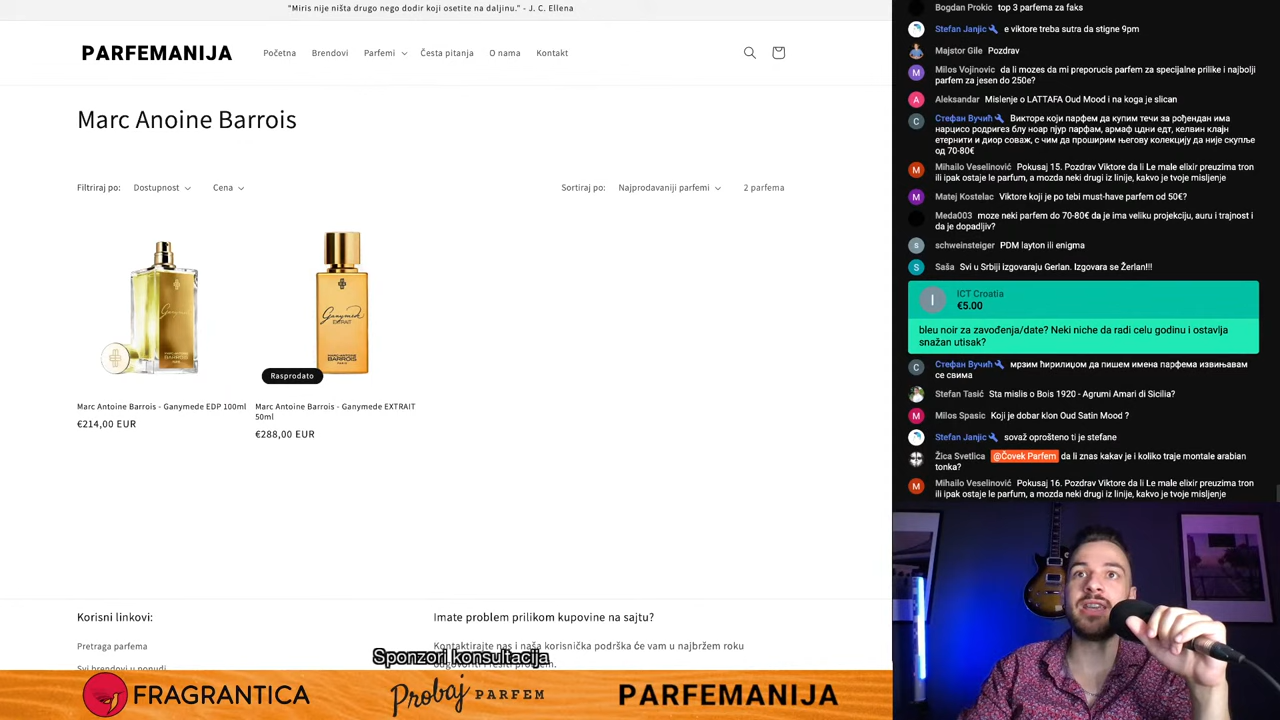 "Miris nije ništa drugo nego dodir koji osetite na daljinu." - J. C. Ellena
PARFEMANIJA
Početna
Brendovi
Parfemi
Česta pitanja
O nama
Kontakt
Marc Anoine Barrois
Filtriraj po:
Dostupnost
Cena
Sortiraj po:
Najprodavaniji parfemi
2 parfema
Ganymede
Ganymede
EXTRAIT
MARC-ANTOINE
BARROIS
PARIS
Rasprodato
Marc Antoine Barrois - Ganymede EDP 100ml
€214,00 EUR
Marc Antoine Barrois - Ganymede EXTRAIT
50ml
€288,00 EUR
Korisni linkovi:
Pretraga parfema
Svi brendovi u ponudi
Imate problem prilikom kupovine na sajtu?
Kontaktirajte nas i naša korisnička podrška će vam u najbržem roku
odgovoriti i rešiti problem.
Sponzori konsultacija
FRAGRANTICA
Probaj PARFEM
PARFEMANIJA
Bogdan Prokic top 3 parfema za faks
Stefan Janjic e viktore treba sutra da stigne 9pm
Majstor Gile Pozdrav
Milos Vojinovic da li mozes da mi preporucis parfem za specijalne prilike i najbolji
parfem za jesen do 250e?
Aleksandar Mislenje o LATTAFA Oud Mood i na koga je slican
Стефан Вучић Викторе који парфем да купим течи за рођендан има
нарцисо родригез блу ноар пјур парфам, армаф цдни едт, келвин клајн
етернити и диор соваж, с чим да проширим његову колекцију да није скупље
од 70-80€
Mihailo Veselinović Pokusaj 15. Pozdrav Viktore da li Le male elixir preuzima tron
ili ipak ostaje le parfum, a mozda neki drugi iz linije, kakvo je tvoje misljenje
Matej Kostelac Viktore koji je po tebi must-have parfem od 50€?
Meda003 moze neki parfem do 70-80€ da je ima veliku projekciju, auru i trajnost i
da je dopadljiv?
schweinsteiger PDM layton ili enigma
Saša Svi u Srbiji izgovaraju Gerlan. Izgovara se Žerlan!!!
ICT Croatia
€5.00
bleu noir za zavođenja/date? Neki niche da radi celu godinu i ostavlja
snažan utisak?
Стефан Вучић мрзим ћирилицом да пишем имена парфема извињавам
се свима
Stefan Tasić Sta mislis o Bois 1920 - Agrumi Amari di Sicilia?
Milos Spasic Koji je dobar klon Oud Satin Mood ?
Stefan Janjic sovaž oprošteno ti je stefane
Žica Svetlica @Čovek Parfem da li znas kakav je i koliko traje montale arabian
tonka?
Mihailo Veselinović Pokusaj 16. Pozdrav Viktore da li Le male elixir preuzima tron
ili ipak ostaje le parfum, a mozda neki drugi iz linije, kakvo je tvoje misljenje